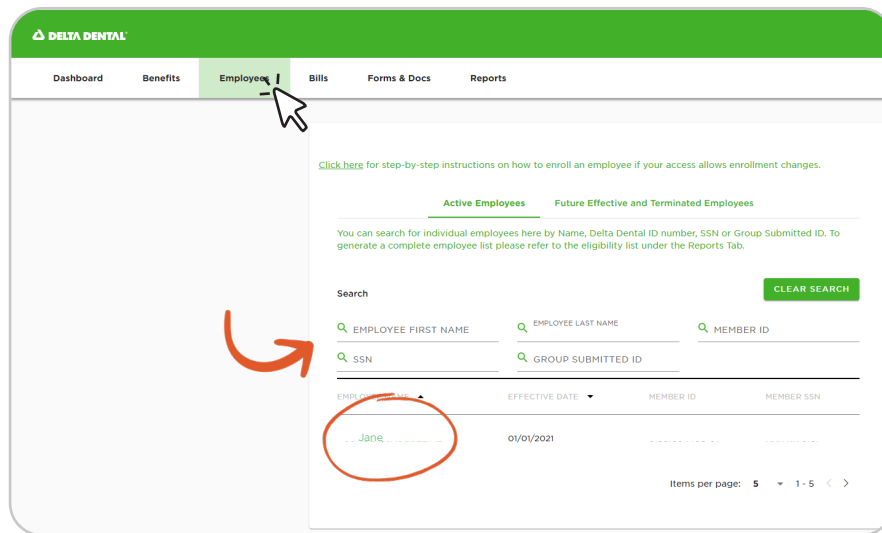 DELTA DENTAL
Dashboard Benefits Employees Bills Forms & Docs Reports
Click here for step-by-step instructions on how to enroll an employee if your access allows enrollment changes.
Active Employees Future Effective and Terminated Employees
You can search for individual employees here by Name, Delta Dental ID number, SSN or Group Submitted ID. To
generate a complete employee list please refer to the eligibility list under the Reports Tab.
Search CLEAR SEARCH
EMPLOYEE FIRST NAME EMPLOYEE LAST NAME MEMBER ID
SSN GROUP SUBMITTED ID
EMPLOYEE NAME EFFECTIVE DATE MEMBER ID MEMBER SSN
Jane 01/01/2021
Items per page: 5 1 - 5